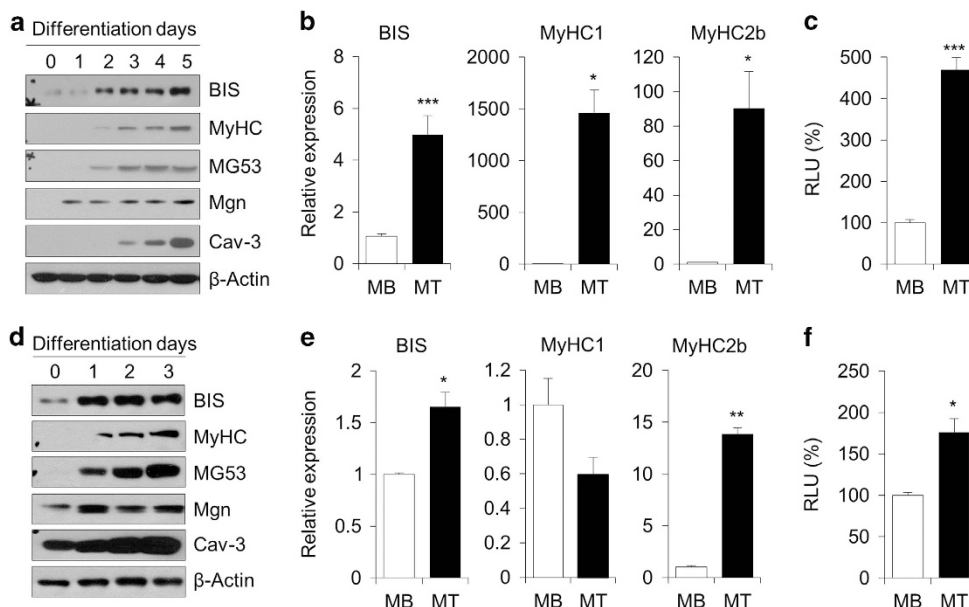 a
Differentiation days
0 1 2 3 4 5
BIS
MyHC
MG53
Mgn
Cav-3
β-Actin
b
BIS
Relative expression
8
6
4
2
0
***
MB MT
MyHC1
2000
1500
1000
500
0
*
MB MT
MyHC2b
120
100
80
60
40
20
0
*
MB MT
c
RLU (%)
500
400
300
200
100
0
***
MB MT
d
Differentiation days
0 1 2 3
BIS
MyHC
MG53
Mgn
Cav-3
β-Actin
e
BIS
Relative expression
2
1.5
1
0.5
0
*
MB MT
MyHC1
1.2
1
0.8
0.6
0.4
0.2
0
MB MT
MyHC2b
20
15
10
5
0
**
MB MT
f
RLU (%)
250
200
150
100
50
0
*
MB MT